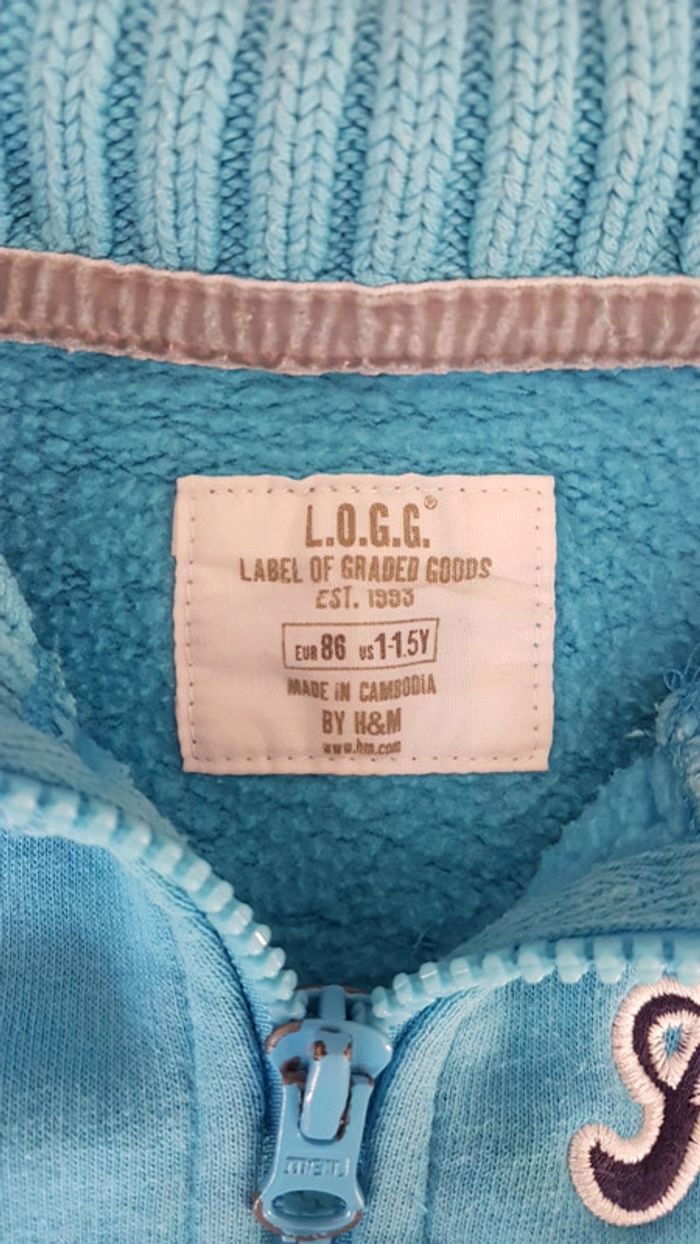 L.O.G.G.®
LABEL OF GRADED GOODS
EST. 1993
EUR 86 US 1-1.5Y
MADE IN CAMBODIA
BY H&M
www.hm.com